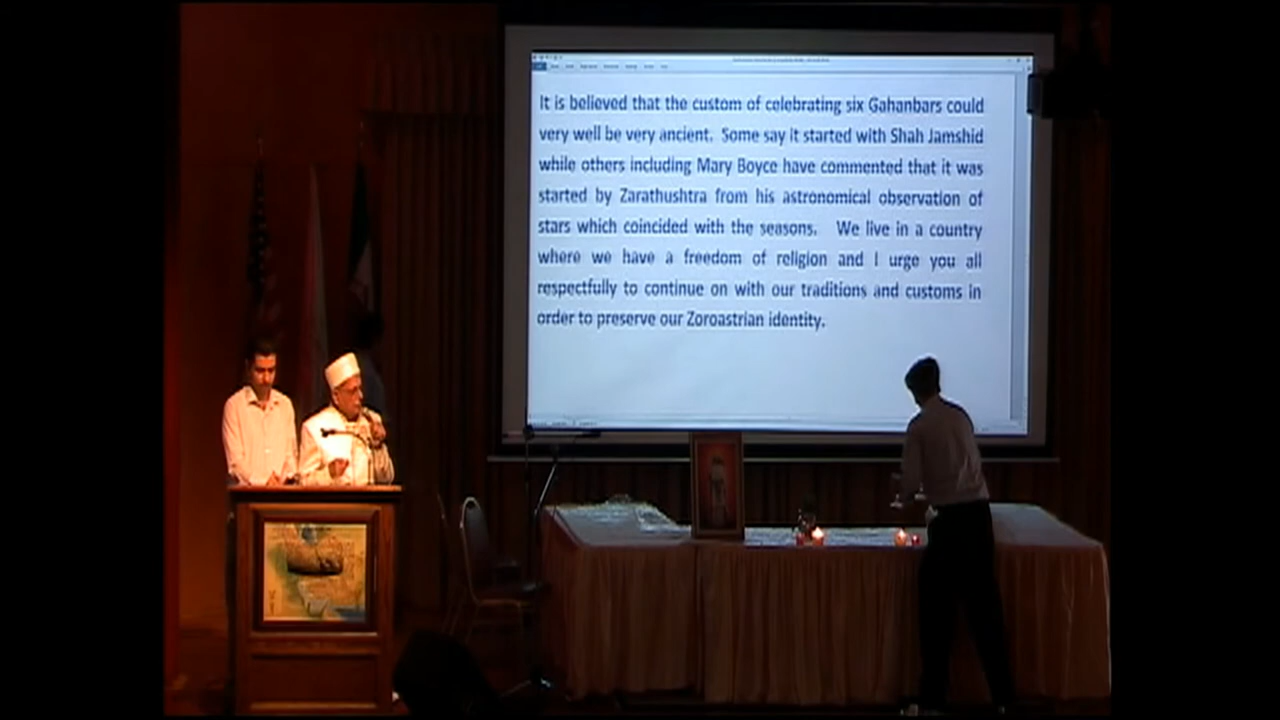 It is believed that the custom of celebrating six Gahanbars could
very well be very ancient. Some say it started with Shah Jamshid
while others including Mary Boyce have commented that it was
started by Zarathushtra from his astronomical observation of
stars which coincided with the seasons. We live in a country
where we have a freedom of religion and I urge you all
respectfully to continue on with our traditions and customs in
order to preserve our Zoroastrian identity.